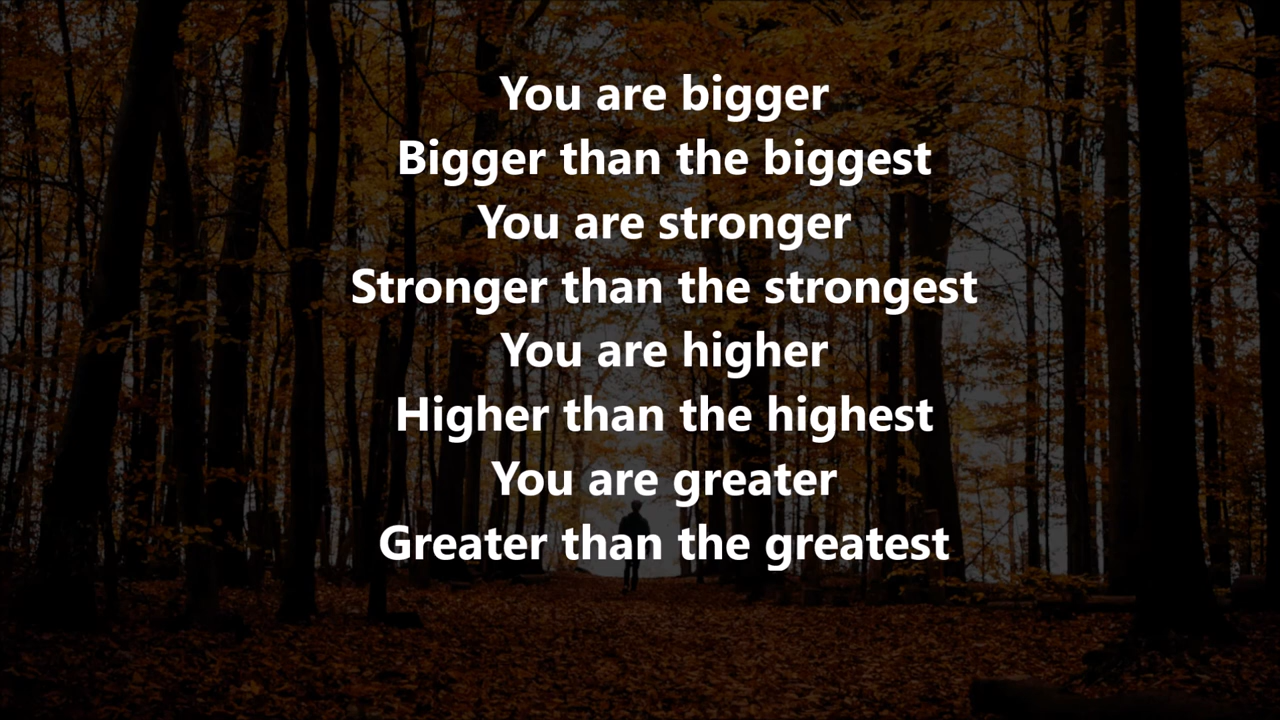 You are bigger
Bigger than the biggest
You are stronger
Stronger than the strongest
You are higher
Higher than the highest
You are greater
Greater than the greatest